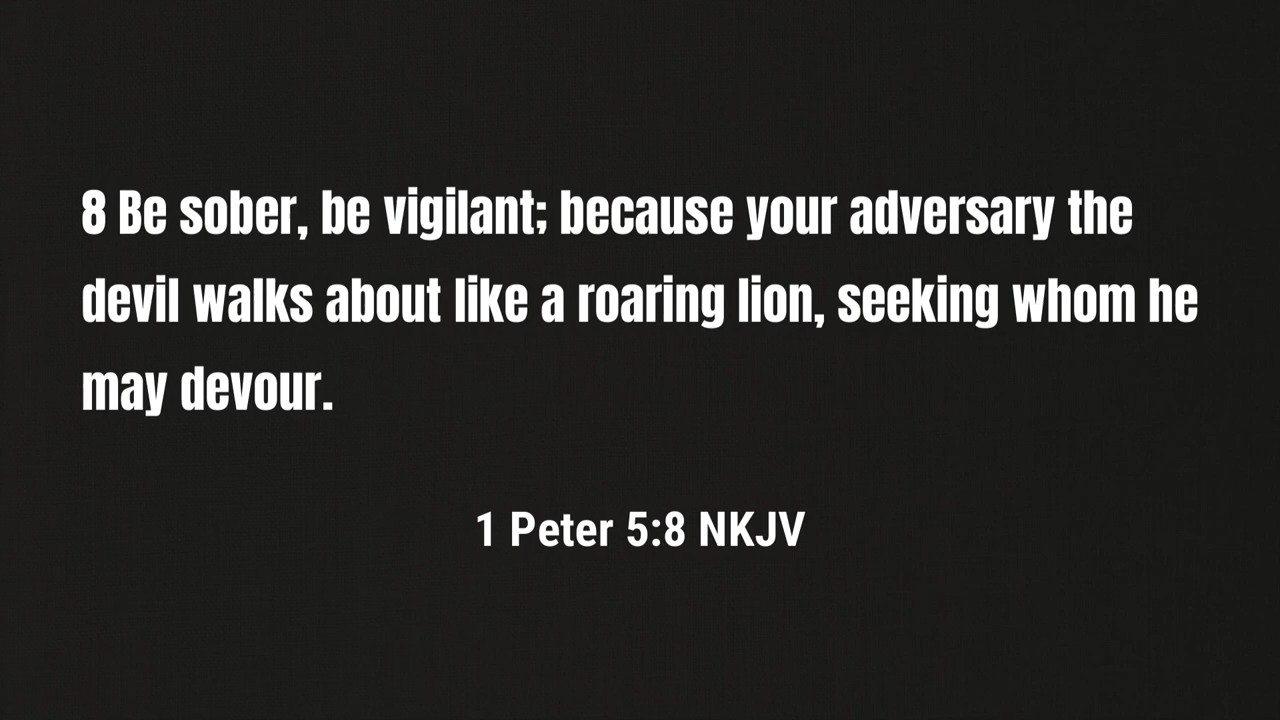 8 Be sober, be vigilant; because your adversary the
devil walks about like a roaring lion, seeking whom he
may devour.
1 Peter 5:8 NKJV